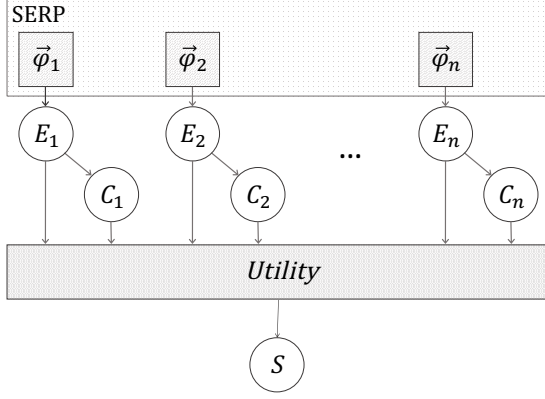 SERP
φ⃗₁ φ⃗₂ φ⃗ₙ
E₁ E₂ ... Eₙ
C₁ C₂ Cₙ
Utility
S